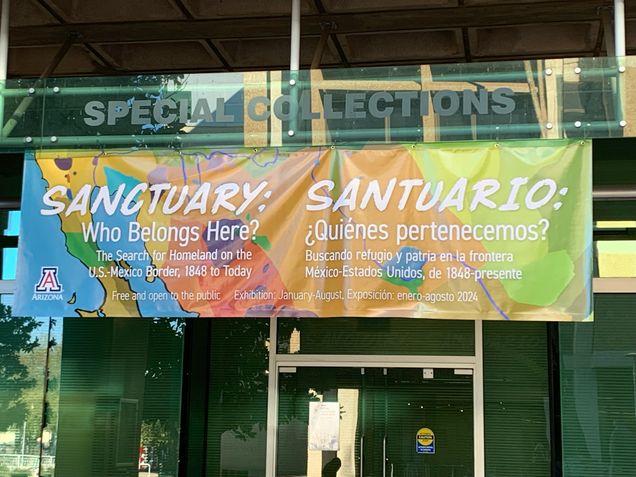 SPECIAL COLLECTIONS
SANCTUARY:
Who Belongs Here?
The Search for Homeland on the
U.S.-Mexico Border, 1848 to Today
SANTUARIO:
¿Quiénes pertenecemos?
Buscando refugio y patria en la frontera
México-Estados Unidos, de 1848-presente
A
ARIZONA
Free and open to the public Exhibition: January-August, Exposición: enero-agosto 2024
CAUTION